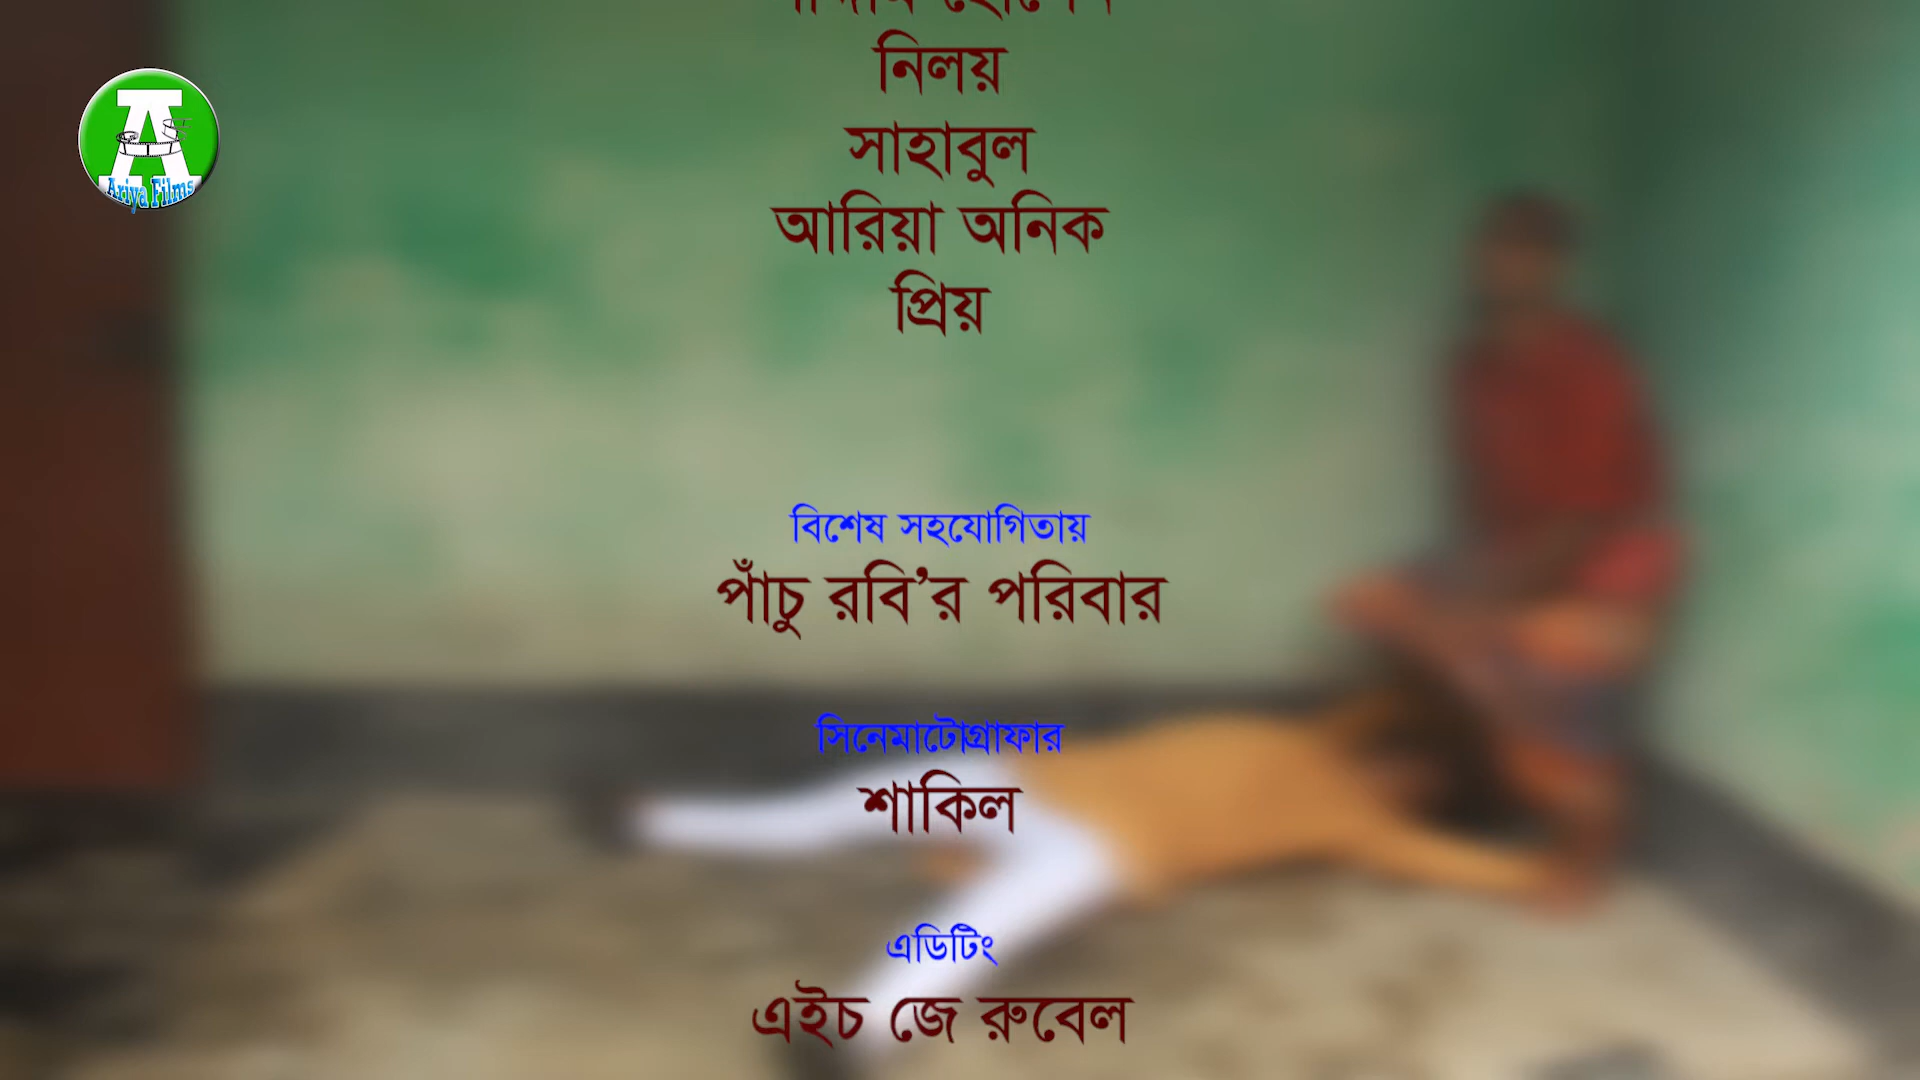 Ariya Films
নিলয়
সাহাবুল
আরিয়া অনিক
প্রিয়
বিশেষ সহযোগিতায়
পাঁচু রবি’র পরিবার
সিনেমাটোগ্রাফার
শাকিল
এডিটিং
এইচ জে রুবেল